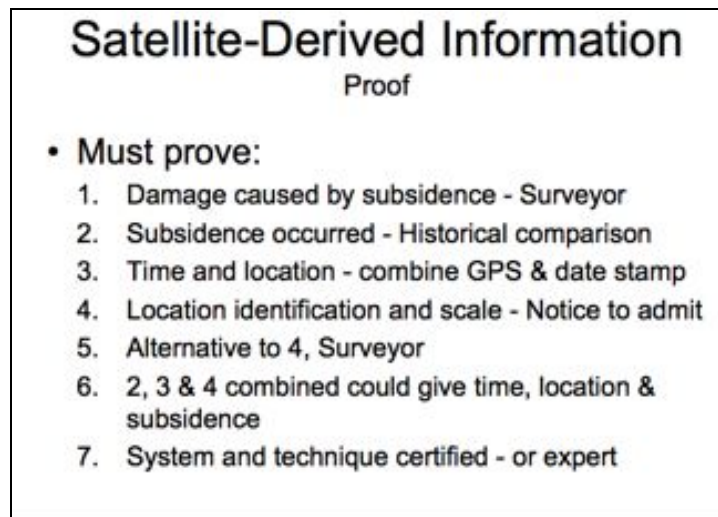 Satellite-Derived Information
Proof
• Must prove:
1. Damage caused by subsidence - Surveyor
2. Subsidence occurred - Historical comparison
3. Time and location - combine GPS & date stamp
4. Location identification and scale - Notice to admit
5. Alternative to 4, Surveyor
6. 2, 3 & 4 combined could give time, location &
subsidence
7. System and technique certified - or expert